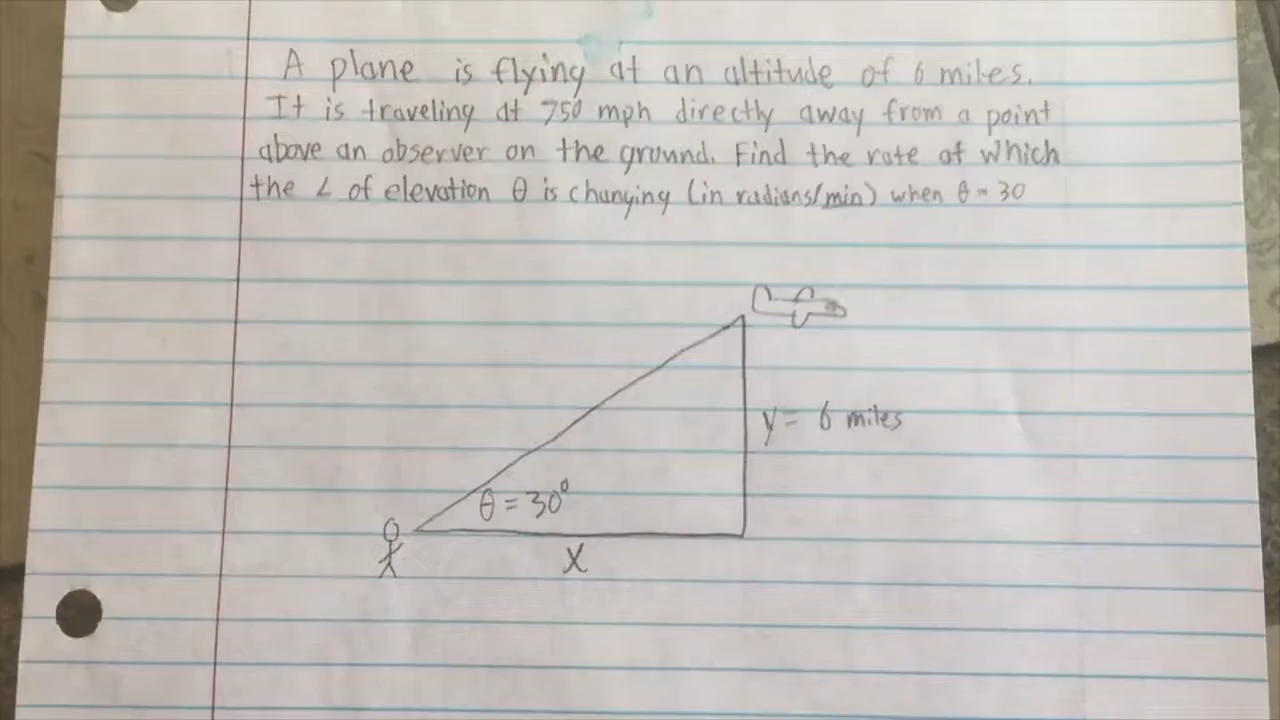 A plane is flying at an altitude of 6 miles.
It is traveling at 750 mph directly away from a point
above an observer on the ground. Find the rate at which
the ∠ of elevation θ is changing (in radians/min) when θ = 30
y = 6 miles
θ = 30°
x